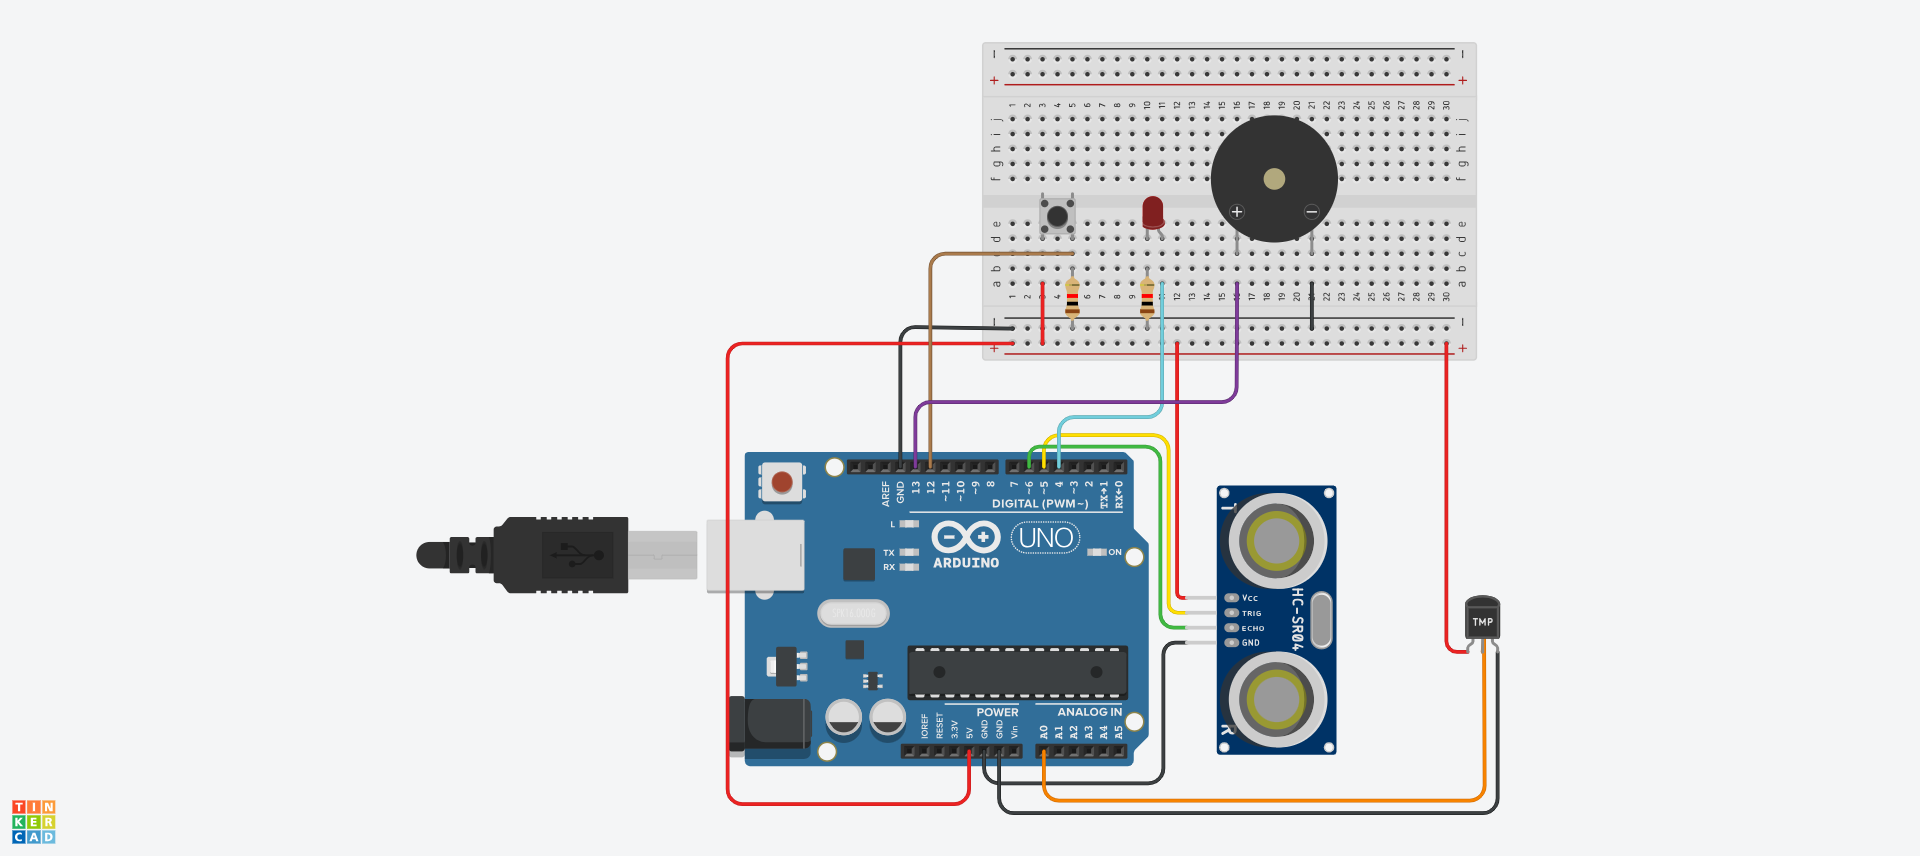 − −
+ +
1 2 3 4 5 6 7 8 9 10 11 12 13 14 15 16 17 18 19 20 21 22 23 24 25 26 27 28 29 30
j j
i i
h h
g g
f f
+ −
e e
d d
c c
b b
a a
1 2 3 4 6 7 8 9 12 13 14 15 17 18 19 20 22 23 24 25 26 27 28 29 30
− −
+ +
AREF
GND
13
12
~11
~10
~9
8
7
~6
~5
4
~3
2
TX→1
RX←0
DIGITAL (PWM~)
L
TX
RX
ARDUINO
UNO
ON
SPK16.000G
IOREF
RESET
3.3V
5V
GND
GND
Vin
POWER
ANALOG IN
A0
A1
A2
A3
A4
A5
T
Vcc
TRIG
ECHO
GND
HC-SR04
R
TMP
TIN
KER
CAD